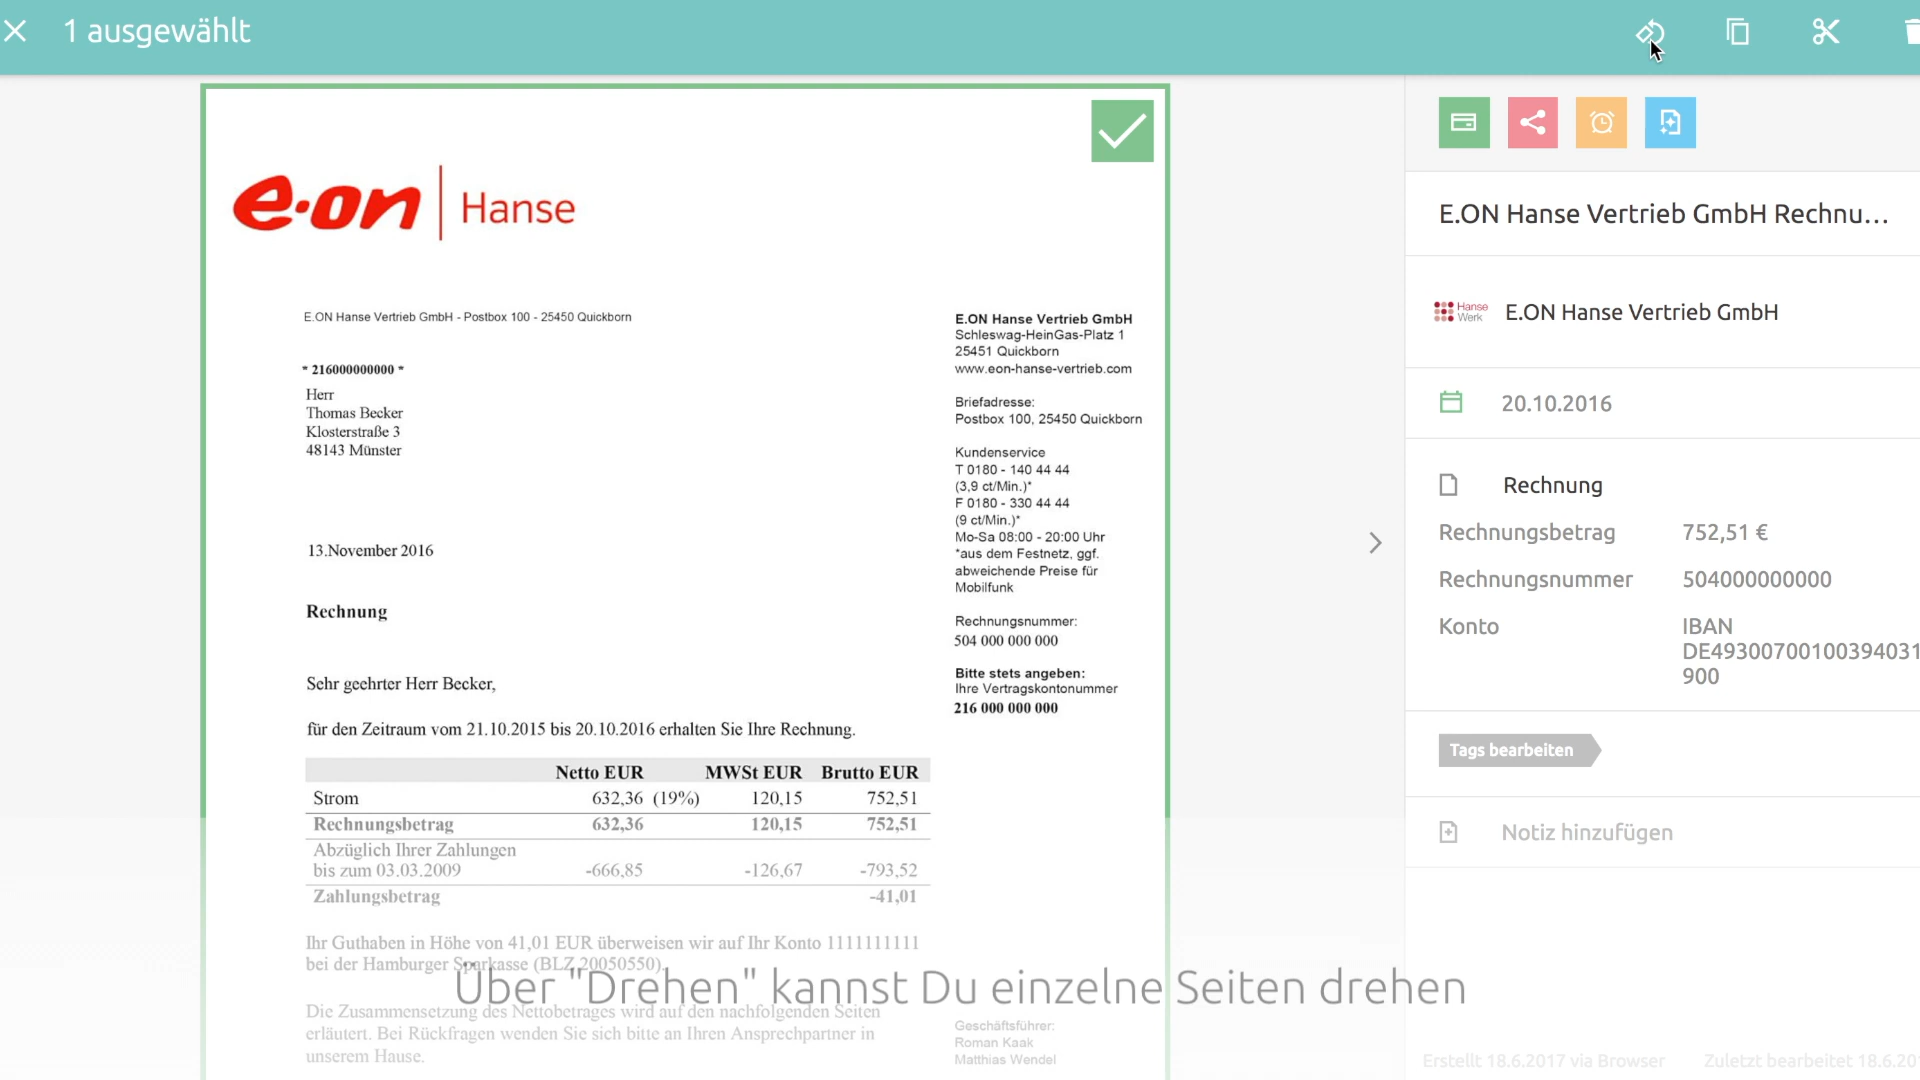 1 ausgewählt
e·on | Hanse
E.ON Hanse Vertrieb GmbH - Postbox 100 - 25450 Quickborn
* 216000000000 *
Herr
Thomas Becker
Klosterstraße 3
48143 Münster
13.November 2016
Rechnung
Sehr geehrter Herr Becker,
für den Zeitraum vom 21.10.2015 bis 20.10.2016 erhalten Sie Ihre Rechnung.
Netto EUR MWSt EUR Brutto EUR
Strom 632,36 (19%) 120,15 752,51
Rechnungsbetrag 632,36 120,15 752,51
Abzüglich Ihrer Zahlungen
bis zum 03.03.2009 -666,85 -126,67 -793,52
Zahlungsbetrag -41,01
Ihr Guthaben in Höhe von 41,01 EUR überweisen wir auf Ihr Konto 1111111111
bei der Hamburger Sparkasse (BLZ 20050550).
Die Zusammensetzung des Nettobetrages wird auf den nachfolgenden Seiten
erläutert. Bei Rückfragen wenden Sie sich bitte an Ihren Ansprechpartner in
unserem Hause.
E.ON Hanse Vertrieb GmbH
Schleswag-HeinGas-Platz 1
25451 Quickborn
www.eon-hanse-vertrieb.com
Briefadresse:
Postbox 100, 25450 Quickborn
Kundenservice
T 0180 - 140 44 44
(3,9 ct/Min.)*
F 0180 - 330 44 44
(9 ct/Min.)*
Mo-Sa 08:00 - 20:00 Uhr
*aus dem Festnetz, ggf.
abweichende Preise für
Mobilfunk
Rechnungsnummer:
504 000 000 000
Bitte stets angeben:
Ihre Vertragskontonummer
216 000 000 000
Geschäftsführer:
Roman Kaak
Matthias Wendel
Über "Drehen" kannst Du einzelne Seiten drehen
E.ON Hanse Vertrieb GmbH Rechnu...
Hanse
Werk
E.ON Hanse Vertrieb GmbH
20.10.2016
Rechnung
Rechnungsbetrag 752,51 €
Rechnungsnummer 504000000000
Konto IBAN
DE49300700100394031
900
Tags bearbeiten
Notiz hinzufügen
Erstellt 18.6.2017 via Browser Zuletzt bearbeitet 18.6.20